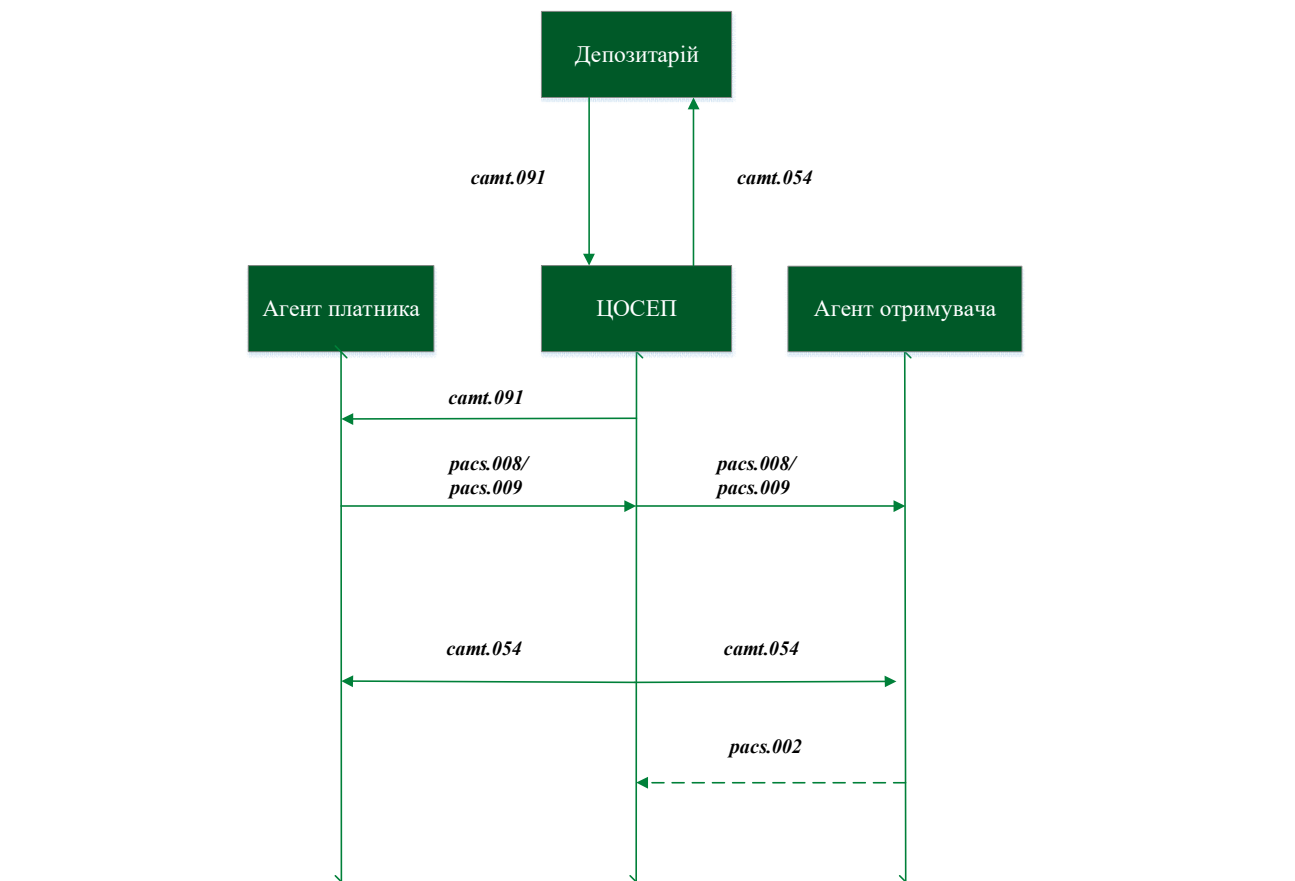 Депозитарій
camt.091
camt.054
Агент платника
ЦОСЕП
Агент отримувача
camt.091
pacs.008/
pacs.009
pacs.008/
pacs.009
camt.054
camt.054
pacs.002